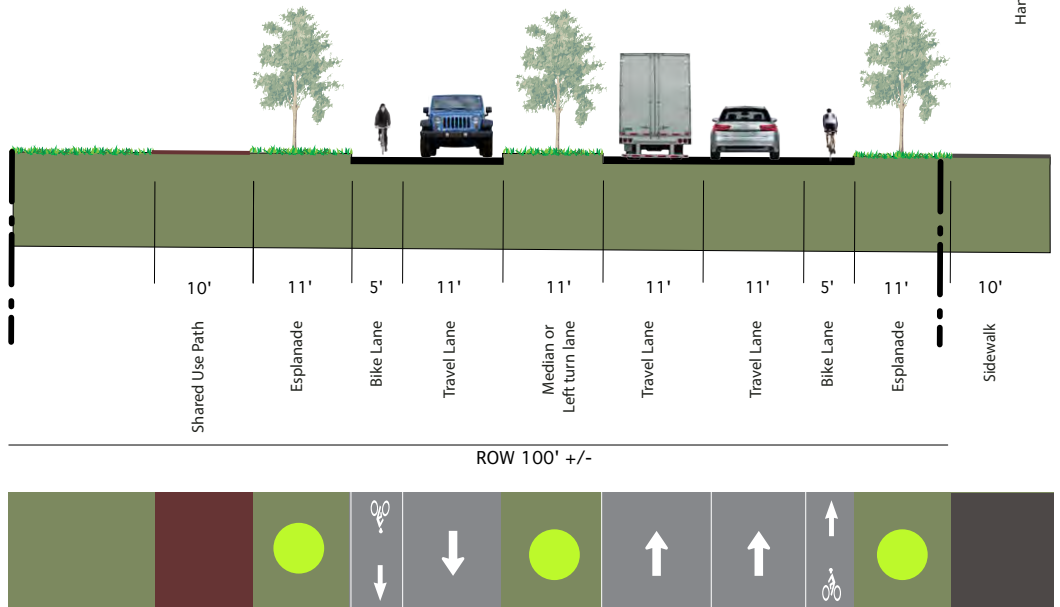 Har
10'
11'
5'
11'
11'
11'
11'
5'
11'
10'
Shared Use Path
Esplanade
Bike Lane
Travel Lane
Median or
Left turn lane
Travel Lane
Travel Lane
Bike Lane
Esplanade
Sidewalk
ROW 100' +/-